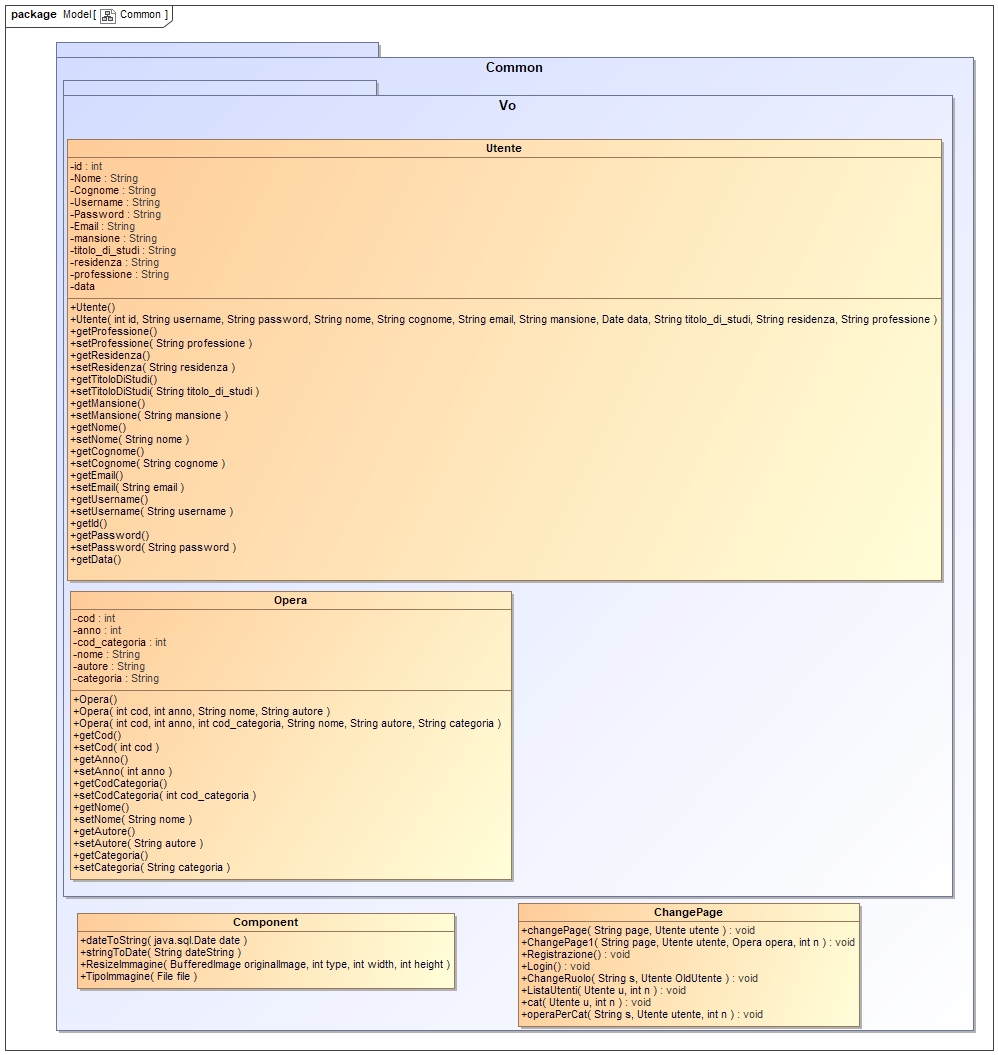 package Model[ Common ]
Common
Vo
Utente
-id : int
-Nome : String
-Cognome : String
-Username : String
-Password : String
-Email : String
-mansione : String
-titolo_di_studi : String
-residenza : String
-professione : String
-data
+Utente()
+Utente( int id, String username, String password, String nome, String cognome, String email, String mansione, Date data, String titolo_di_studi, String residenza, String professione )
+getProfessione()
+setProfessione( String professione )
+getResidenza()
+setResidenza( String residenza )
+getTitoloDiStudi()
+setTitoloDiStudi( String titolo_di_studi )
+getMansione()
+setMansione( String mansione )
+getNome()
+setNome( String nome )
+getCognome()
+setCognome( String cognome )
+getEmail()
+setEmail( String email )
+getUsername()
+setUsername( String username )
+getId()
+getPassword()
+setPassword( String password )
+getData()
Opera
-cod : int
-anno : int
-cod_categoria : int
-nome : String
-autore : String
-categoria : String
+Opera()
+Opera( int cod, int anno, String nome, String autore )
+Opera( int cod, int anno, int cod_categoria, String nome, String autore, String categoria )
+getCod()
+setCod( int cod )
+getAnno()
+setAnno( int anno )
+getCodCategoria()
+setCodCategoria( int cod_categoria )
+getNome()
+setNome( String nome )
+getAutore()
+setAutore( String autore )
+getCategoria()
+setCategoria( String categoria )
Component
+dateToString( java.sql.Date date )
+stringToDate( String dateString )
+ResizeImmagine( BufferedImage originalImage, int type, int width, int height )
+TipoImmagine( File file )
ChangePage
+changePage( String page, Utente utente ) : void
+ChangePage1( String page, Utente utente, Opera opera, int n ) : void
+Registrazione() : void
+Login() : void
+ChangeRuolo( String s, Utente OldUtente ) : void
+ListaUtenti( Utente u, int n ) : void
+cat( Utente u, int n ) : void
+operaPerCat( String s, Utente utente, int n ) : void